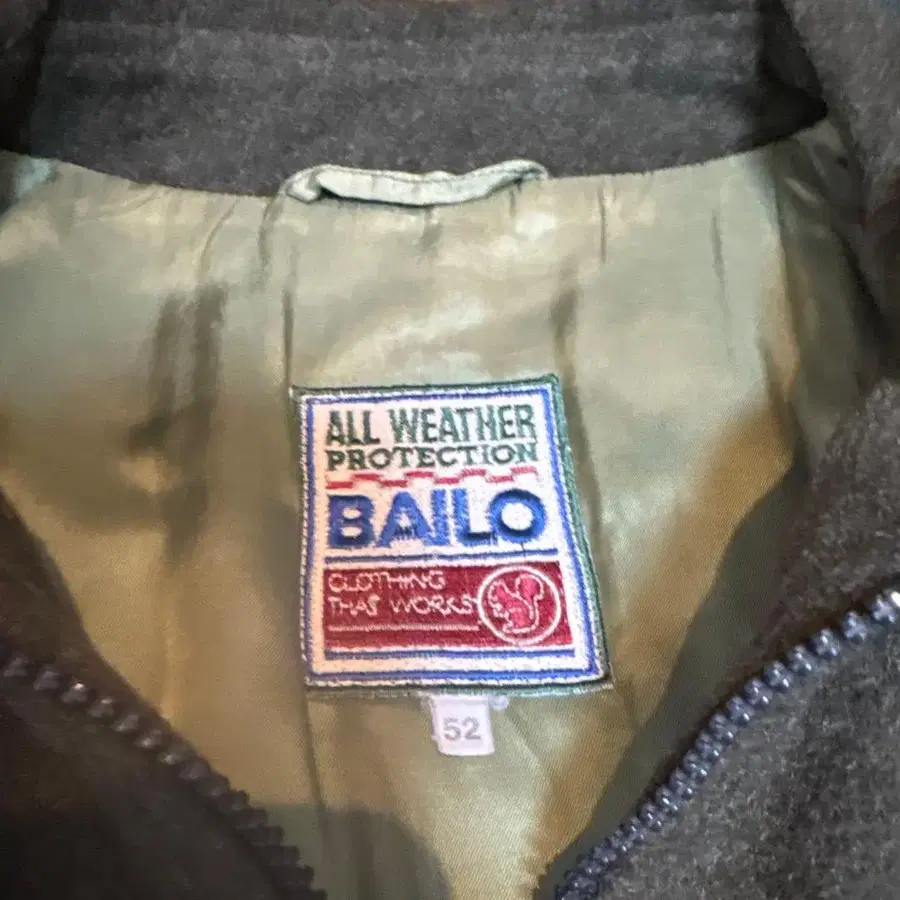 ALL WEATHER
PROTECTION
BAILO
CLOTHING
THAT WORKS
52